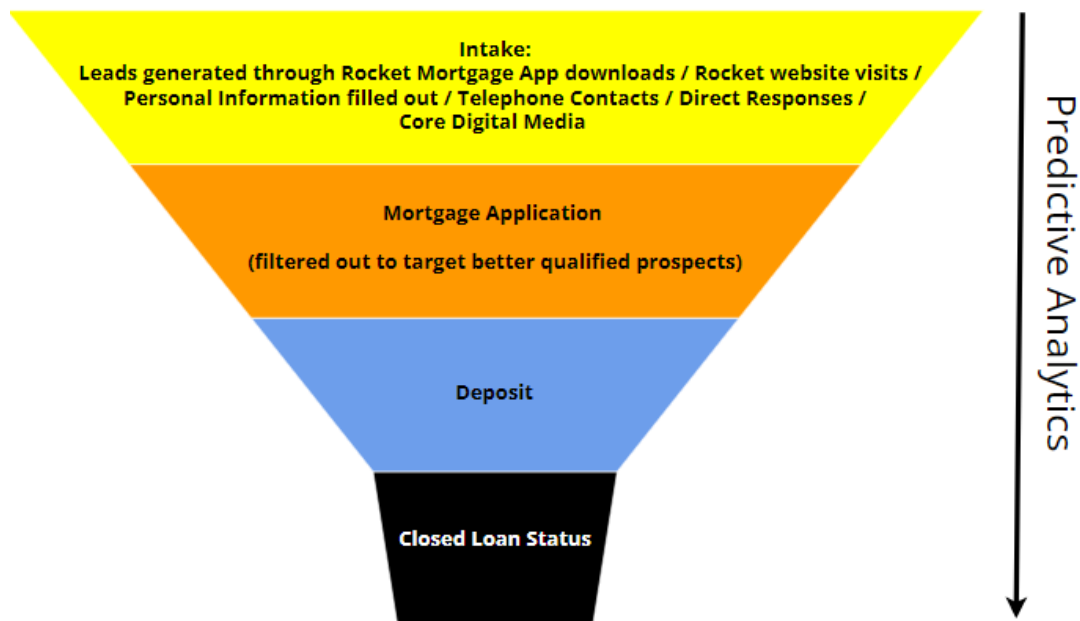 Intake:
Leads generated through Rocket Mortgage App downloads / Rocket website visits /
Personal Information filled out / Telephone Contacts / Direct Responses /
Core Digital Media
Mortgage Application
(filtered out to target better qualified prospects)
Deposit
Closed Loan Status
Predictive Analytics